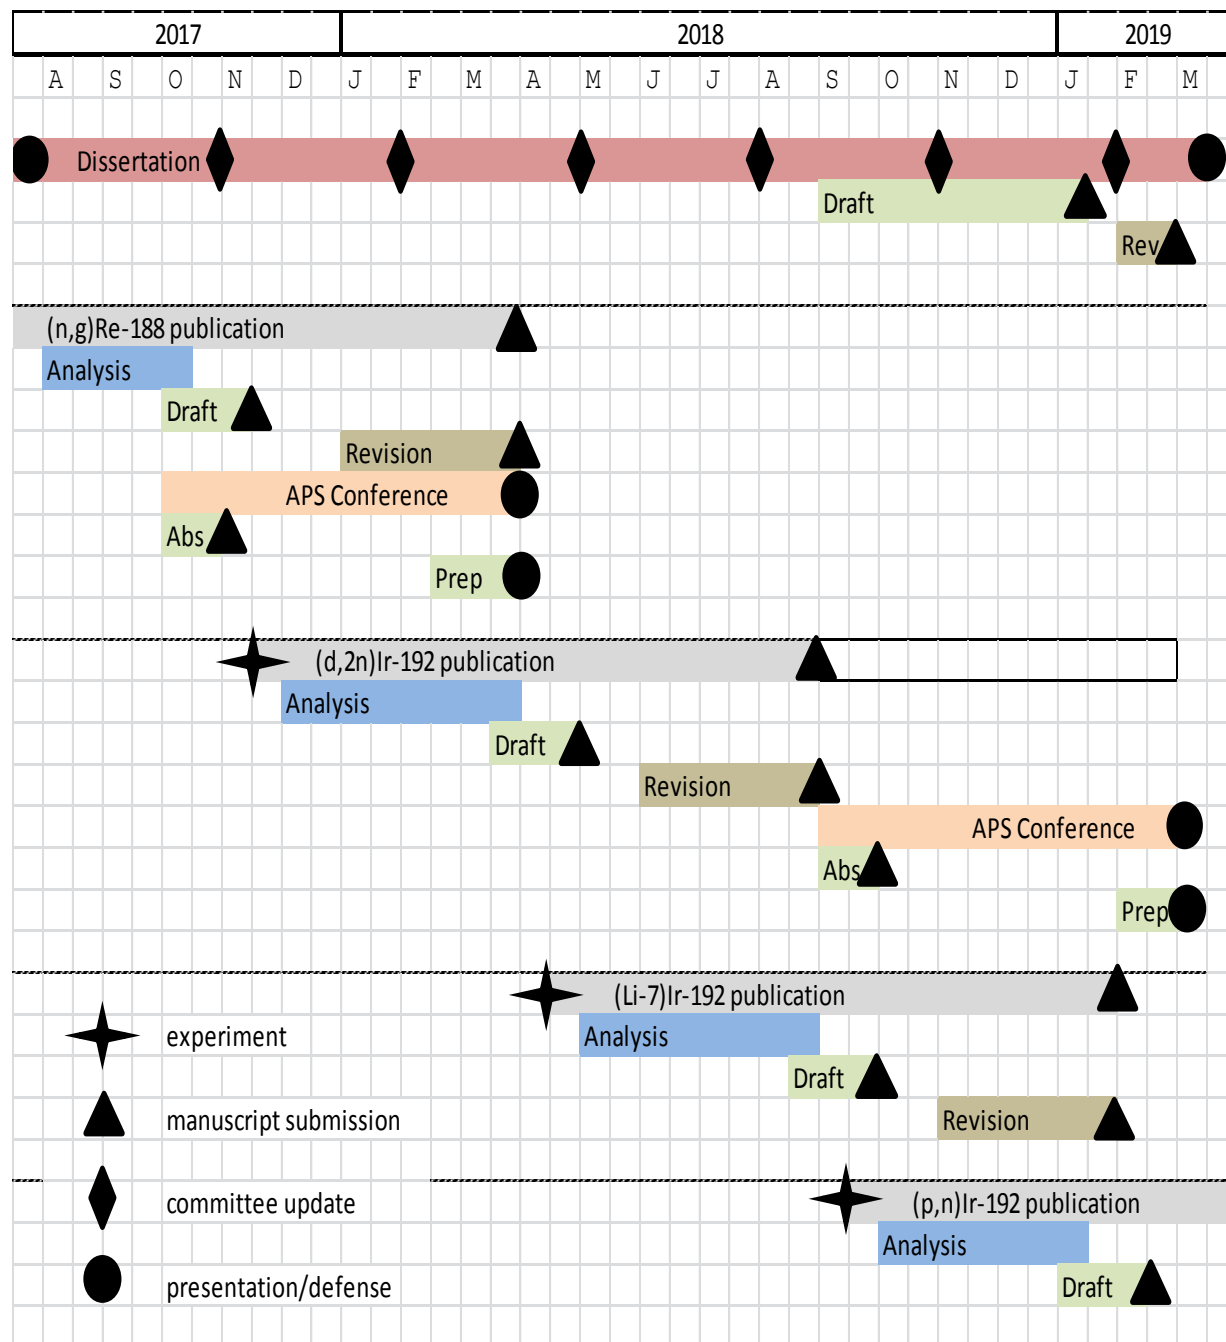 2017 2018 2019
A S O N D J F M A M J J A S O N D J F M
Dissertation
Draft
Rev
(n,g)Re-188 publication
Analysis
Draft
Revision
APS Conference
Abs
Prep
(d,2n)Ir-192 publication
Analysis
Draft
Revision
APS Conference
Abs
Prep
(Li-7)Ir-192 publication
experiment
Analysis
Draft
manuscript submission
Revision
committee update
(p,n)Ir-192 publication
Analysis
presentation/defense
Draft